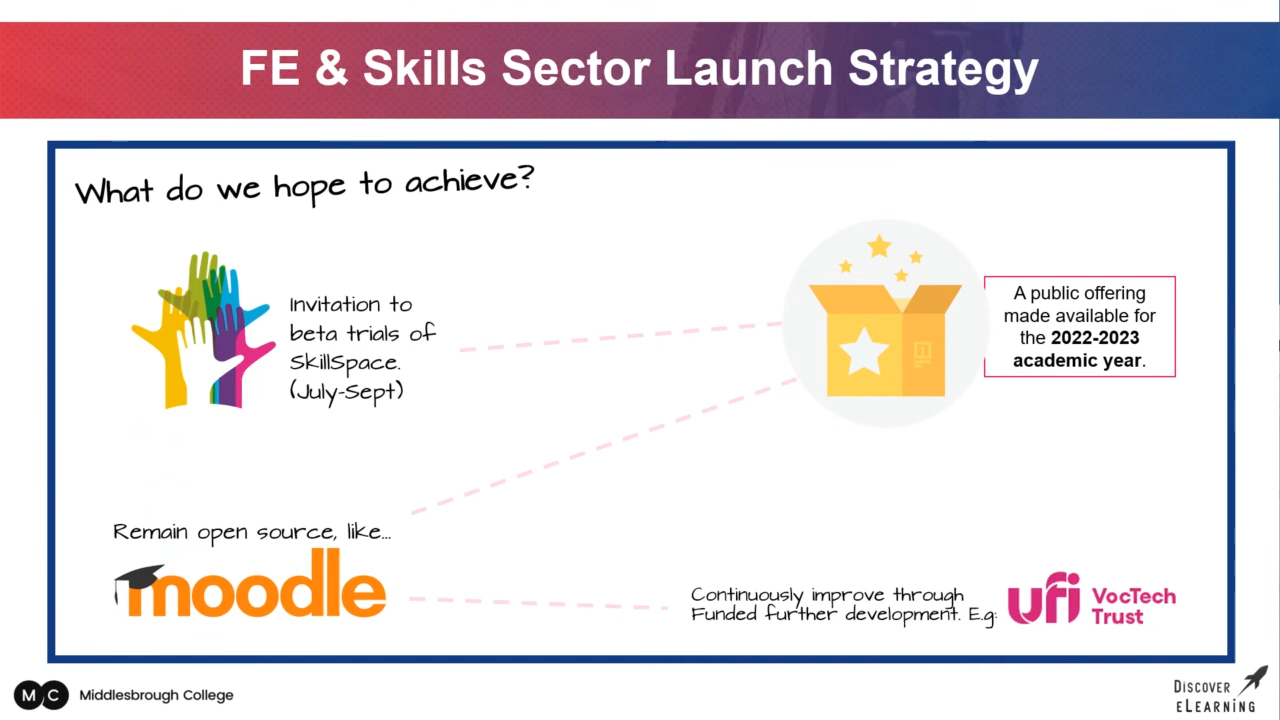 FE & Skills Sector Launch Strategy
What do we hope to achieve?
Invitation to
beta trials of
SkillSpace.
(July-Sept)
A public offering
made available for
the 2022-2023
academic year.
Remain open source, like...
moodle
Continuously improve through
Funded further development. E.g:
ufi VocTech
Trust
MC Middlesbrough College
DISCOVER
eLEARNING